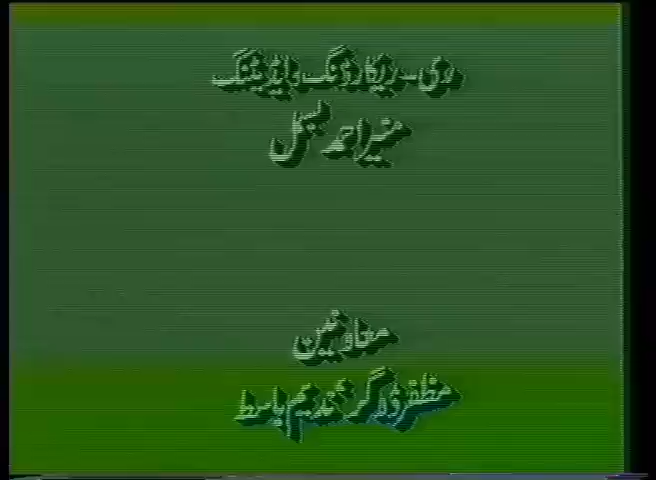 ری-ریکارڈنگ و ایڈیٹنگ
منیر احمد بسمل
معاونین
مظفر ڈوگر ندیم باسط